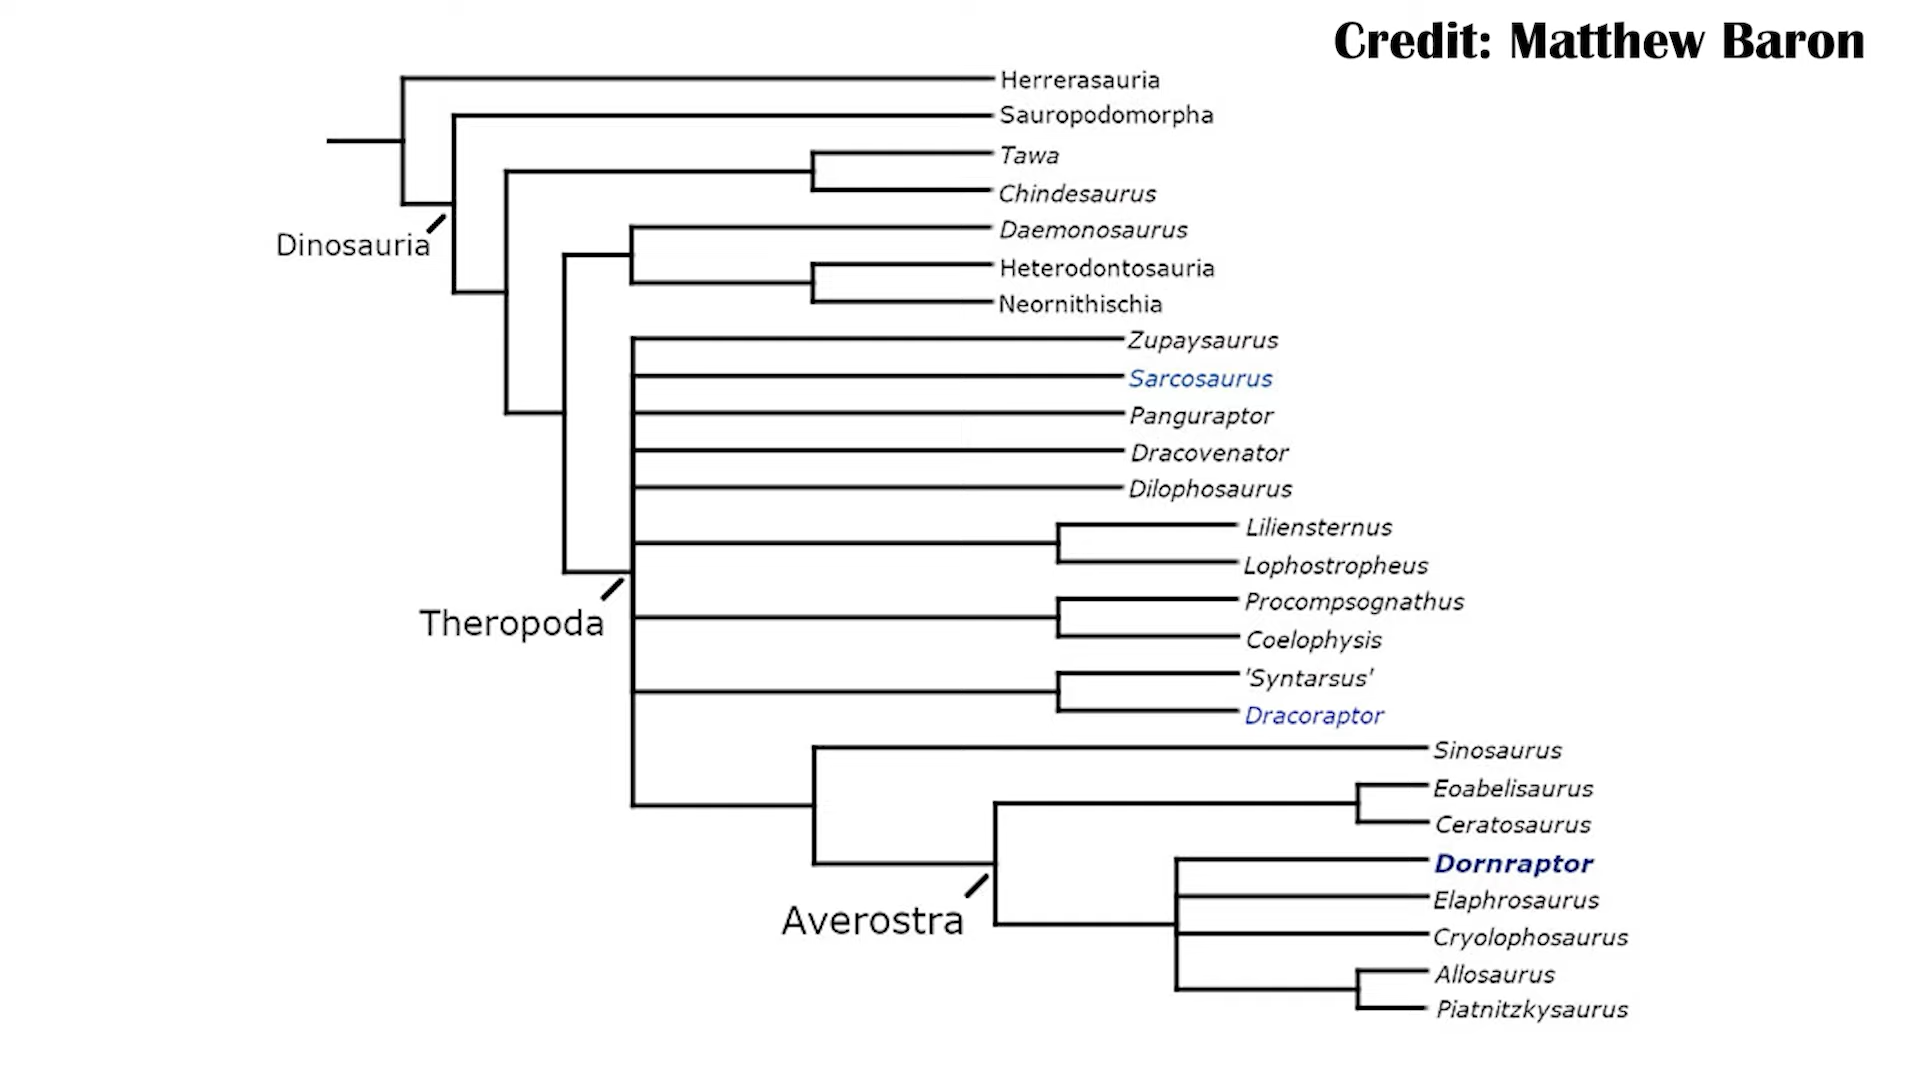 Credit: Matthew Baron
Herrerasauria
Sauropodomorpha
Tawa
Chindesaurus
Daemonosaurus
Dinosauria
Heterodontosauria
Neornithischia
Zupaysaurus
Sarcosaurus
Panguraptor
Dracovenator
Dilophosaurus
Liliensternus
Lophostropheus
Procompsognathus
Theropoda
Coelophysis
'Syntarsus'
Dracoraptor
Sinosaurus
Eoabelisaurus
Ceratosaurus
Dornraptor
Elaphrosaurus
Averostra
Cryolophosaurus
Allosaurus
Piatnitzkysaurus